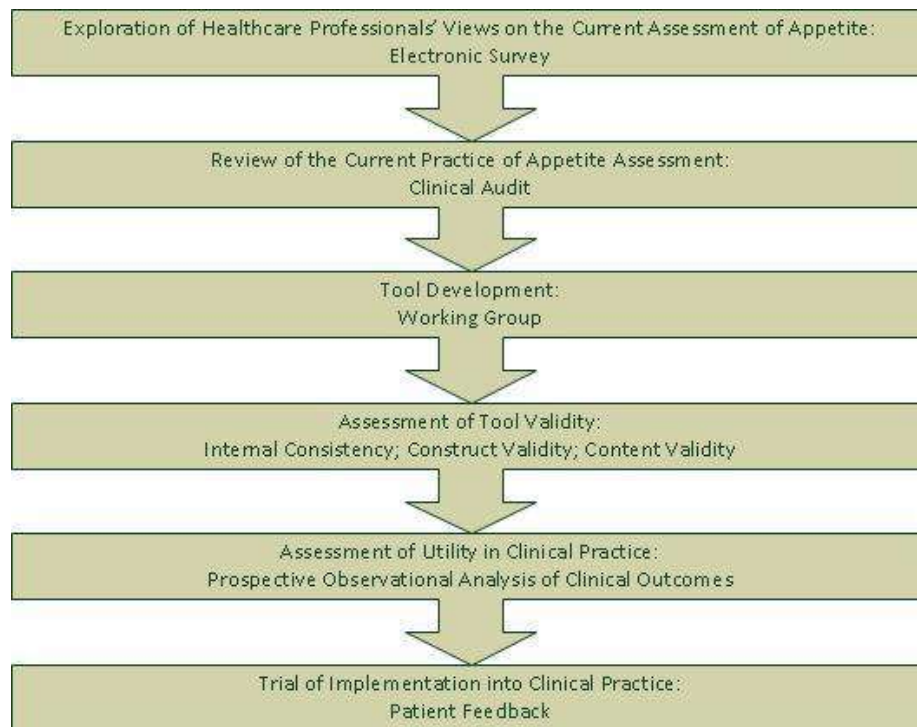 Exploration of Healthcare Professionals' Views on the Current Assessment of Appetite:
Electronic Survey
Review of the Current Practice of Appetite Assessment:
Clinical Audit
Tool Development:
Working Group
Assessment of Tool Validity:
Internal Consistency; Construct Validity; Content Validity
Assessment of Utility in Clinical Practice:
Prospective Observational Analysis of Clinical Outcomes
Trial of Implementation into Clinical Practice:
Patient Feedback